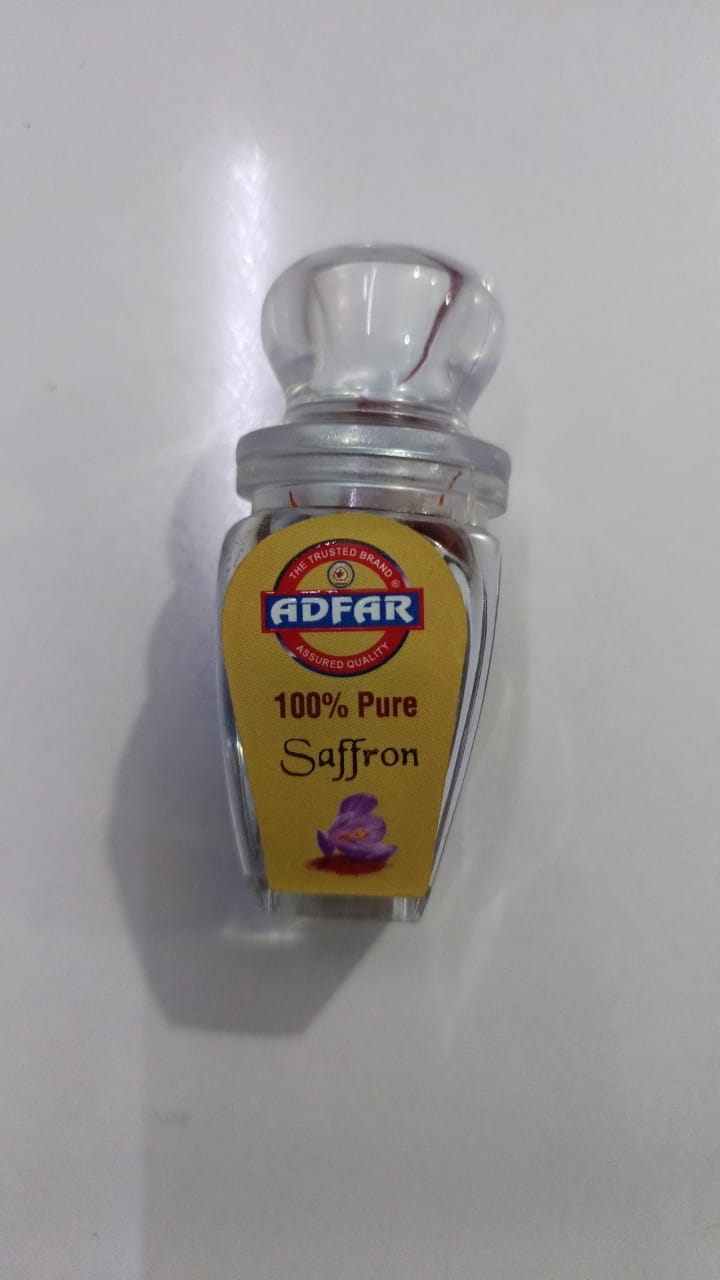 THE TRUSTED BRAND
®
ADFAR
ASSURED QUALITY
100% Pure
Saffron